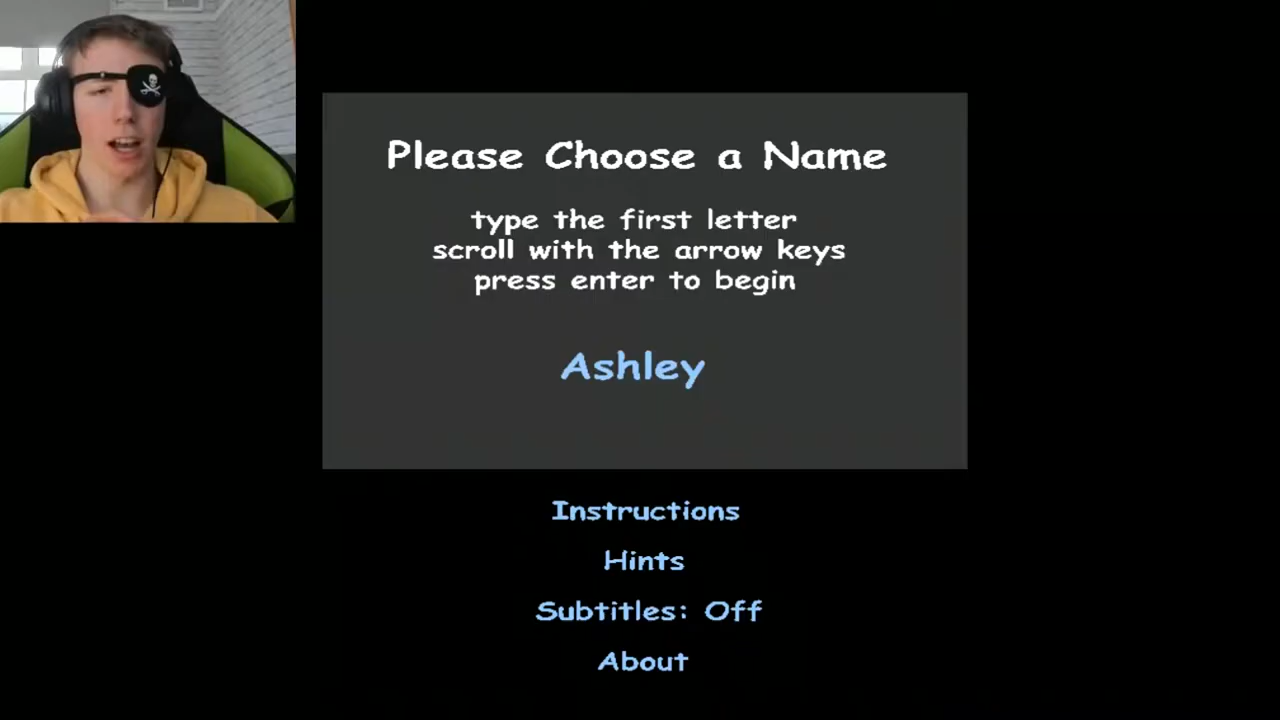 Please Choose a Name
type the first letter
scroll with the arrow keys
press enter to begin
Ashley
Instructions
Hints
Subtitles: Off
About